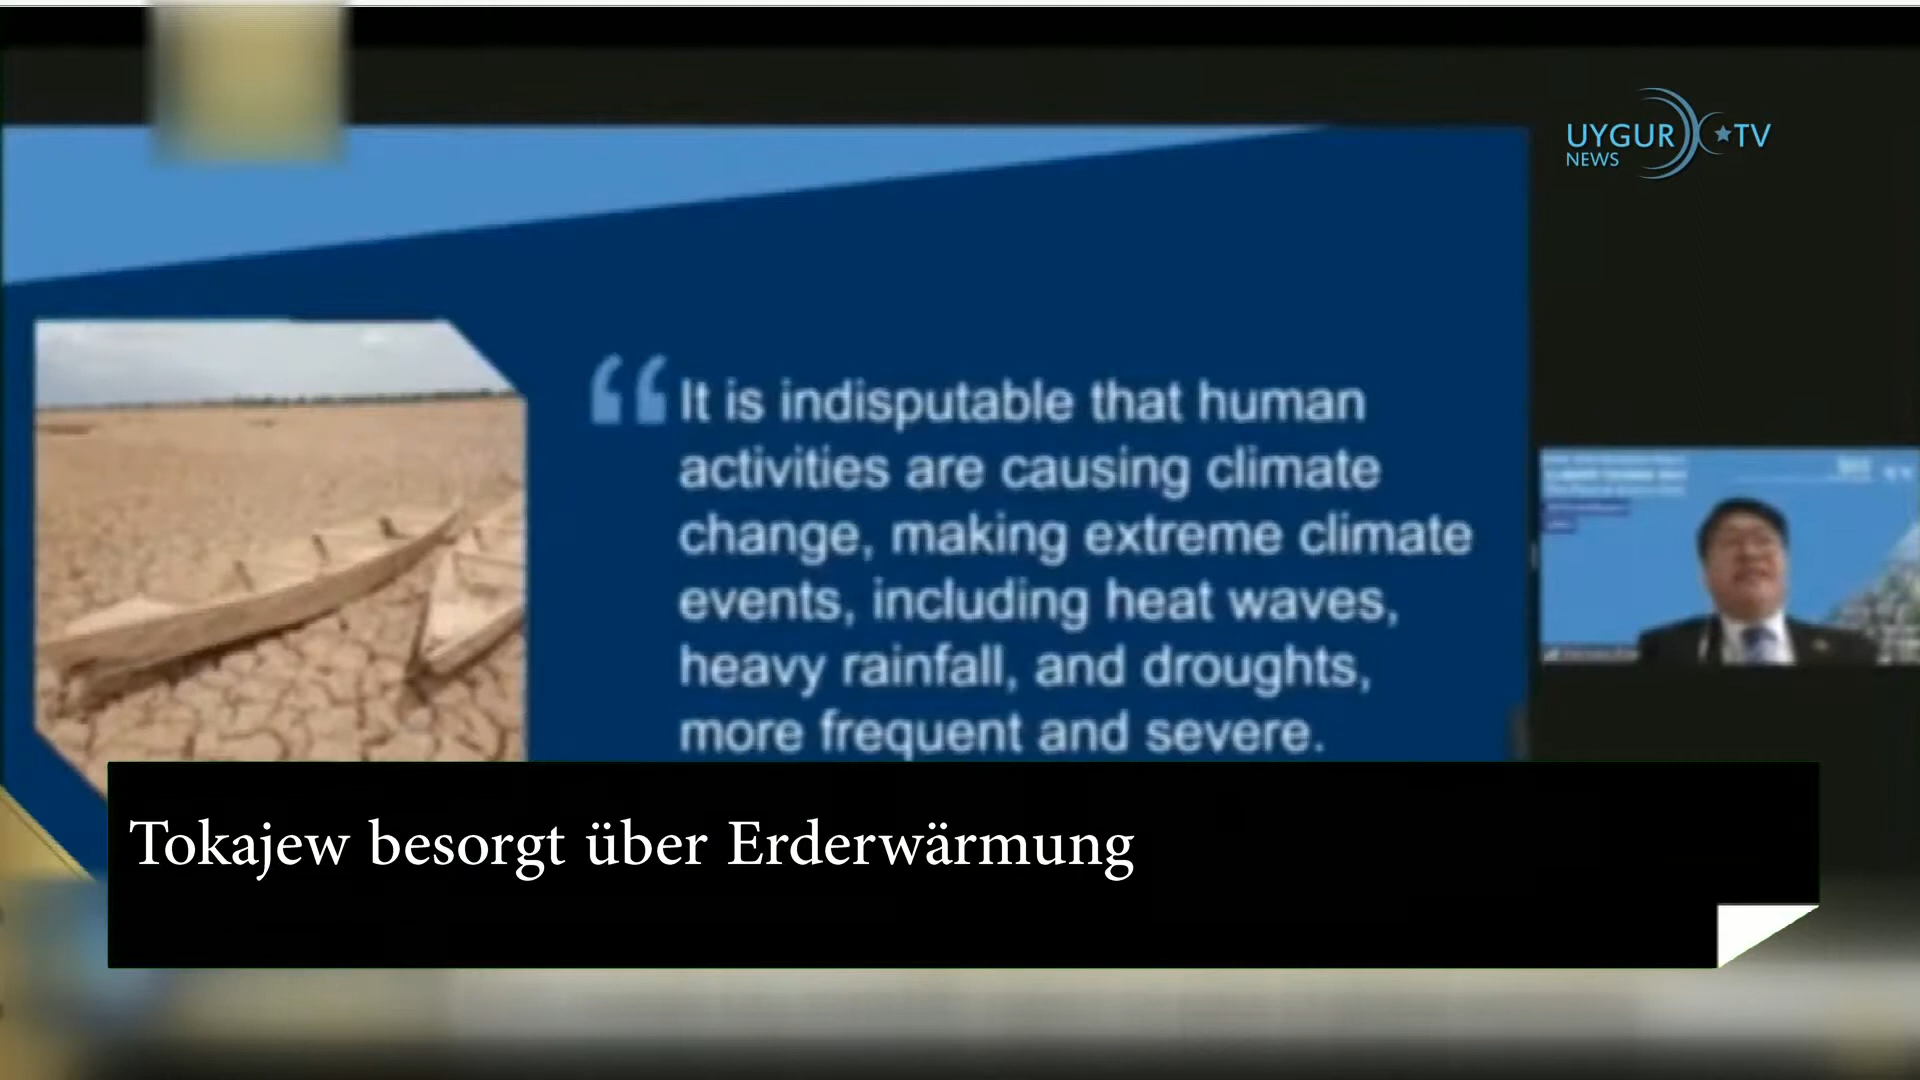 UYGUR TV
NEWS
“It is indisputable that human
activities are causing climate
change, making extreme climate
events, including heat waves,
heavy rainfall, and droughts,
more frequent and severe.
Tokajew besorgt über Erderwärmung